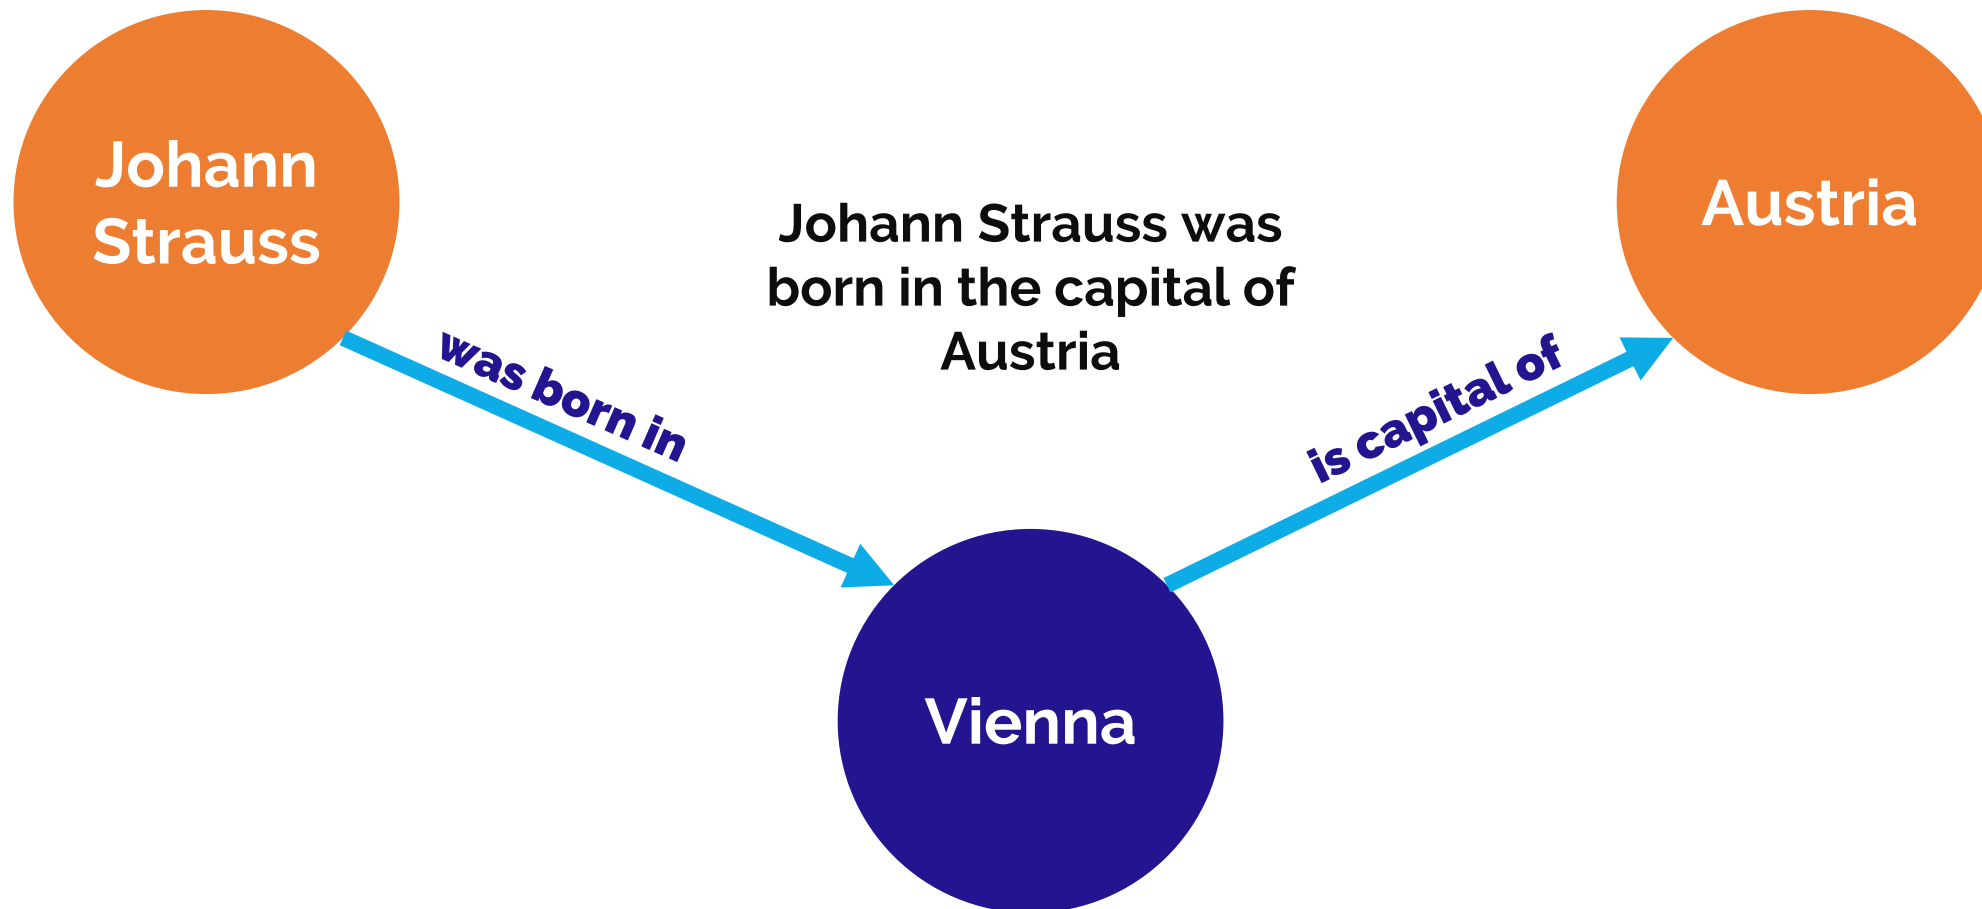 Johann
Strauss
Johann Strauss was
born in the capital of
Austria
Austria
was born in
is capital of
Vienna